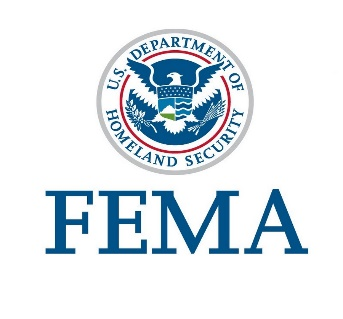 U.S. DEPARTMENT OF
HOMELAND SECURITY
FEMA